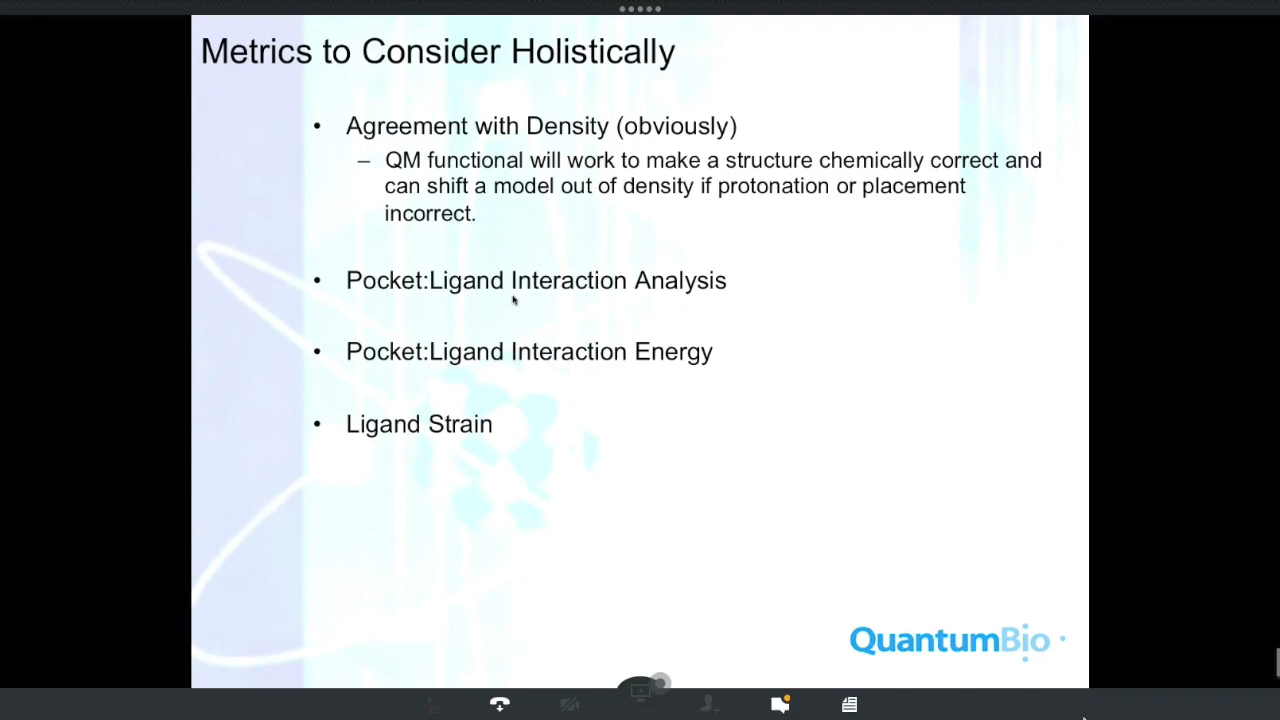 Metrics to Consider Holistically
• Agreement with Density (obviously)
– QM functional will work to make a structure chemically correct and
can shift a model out of density if protonation or placement
incorrect.
• Pocket:Ligand Interaction Analysis
• Pocket:Ligand Interaction Energy
• Ligand Strain
QuantumBio